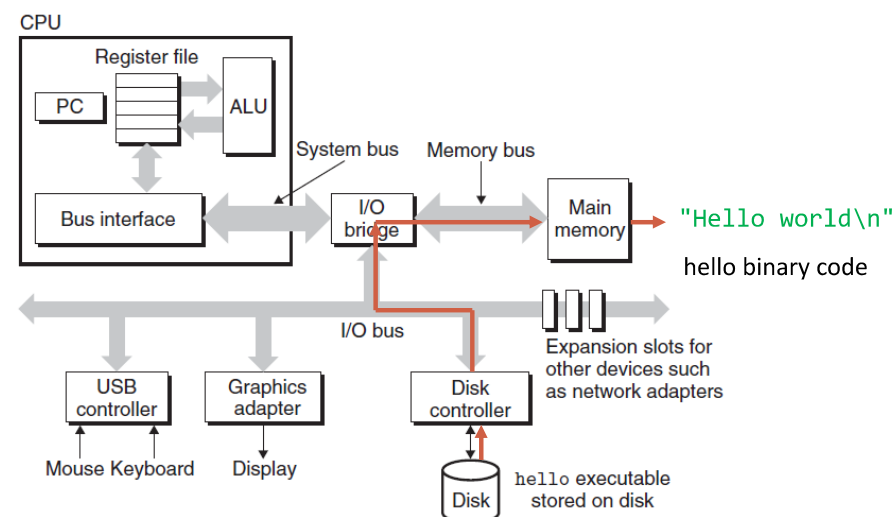 CPU
Register file
PC
ALU
System bus
Memory bus
Bus interface
I/O
bridge
Main
memory
"Hello world\n"
hello binary code
I/O bus
Expansion slots for
other devices such
as network adapters
USB
controller
Graphics
adapter
Disk
controller
Mouse Keyboard
Display
Disk
hello executable
stored on disk